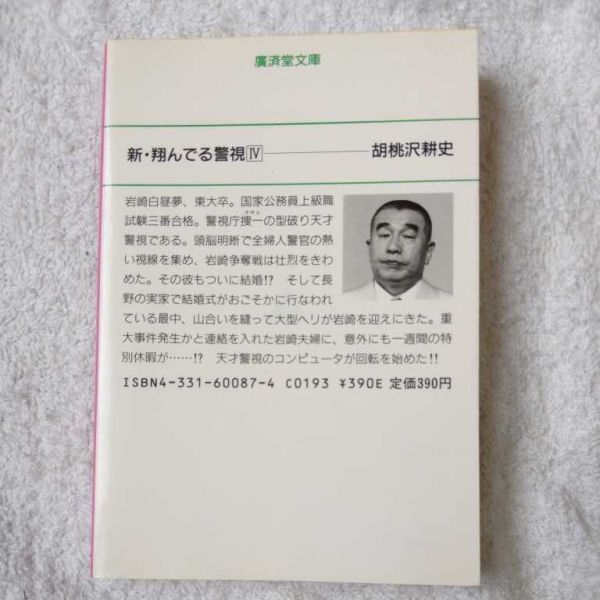 廣済堂文庫
新・翔んでる警視Ⅳ──胡桃沢耕史
岩崎白昼夢、東大卒。国家公務員上級職
試験三番合格。警視庁捜一の型破り天才
警視である。頭脳明晰で全婦人警官の熱
い視線を集め、岩崎争奪戦は壮烈をきわ
めた。その彼もついに結婚!? そして長
野の実家で結婚式がおごそかに行なわれ
ている最中、山合いを縫って大型ヘリが岩崎を迎えにきた。重
大事件発生かと連絡を入れた岩崎夫婦に、意外にも一週間の特
別休暇が……!? 天才警視のコンピュータが回転を始めた!!
ISBN4-331-60087-4 C0193 ¥390E 定価390円